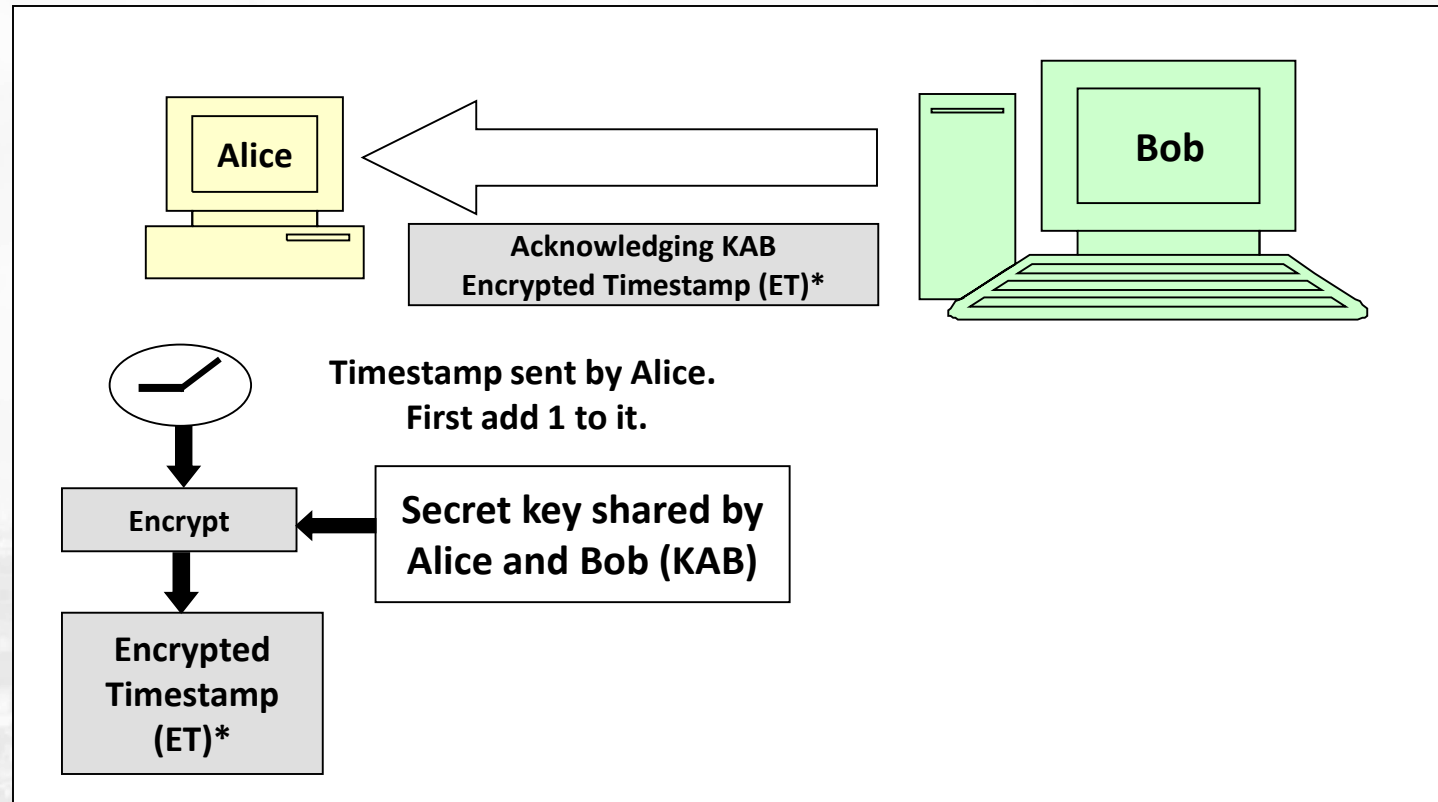 Alice
Bob
Acknowledging KAB
Encrypted Timestamp (ET)*
Timestamp sent by Alice.
First add 1 to it.
Encrypt
Secret key shared by
Alice and Bob (KAB)
Encrypted
Timestamp
(ET)*